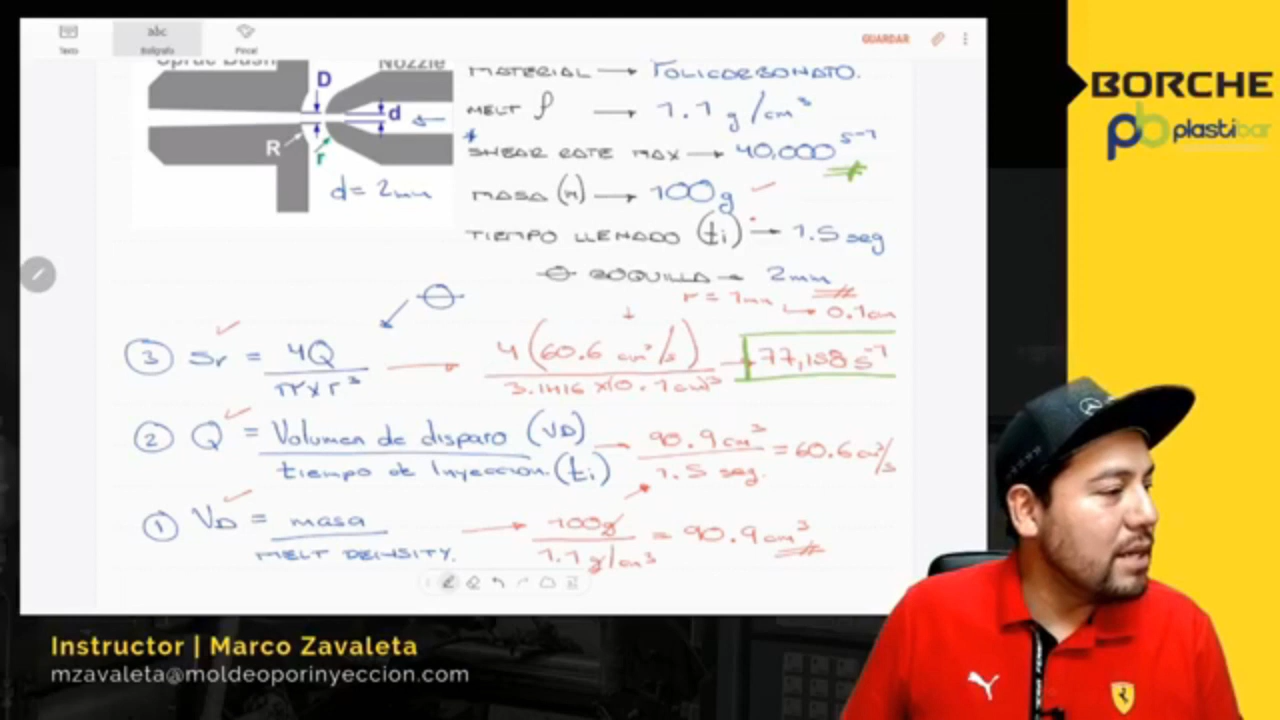 Texto
Bolígrafo
Pincel
GUARDAR
Sprue Bush
Nozzle
D
d
R
r
d = 2mm
MATERIAL → POLICARBONATO.
MELT ρ → 1.1 g/cm³
* SHEAR RATE MAX → 40,000 s⁻¹
MASA (m) → 100g
TIEMPO LLENADO (ti) → 1.5 seg
⌀ BOQUILLA → 2mm
r = 1mm → 0.1cm
③ Sr = 4Q / π x r³ → 4 (60.6 cm³/s) / 3.1416 x (0.1 cm)³ → 77,158 s⁻¹
② Q = Volumen de disparo (VD) / tiempo de Inyección. (ti) → 90.9 cm³ / 1.5 seg. = 60.6 cm³/s
① VD = masa / MELT DENSITY. → 100g / 1.1 g/cm³ = 90.9 cm³
BORCHE
pb plastibar
Instructor | Marco Zavaleta
mzavaleta@moldeoporinyeccion.com